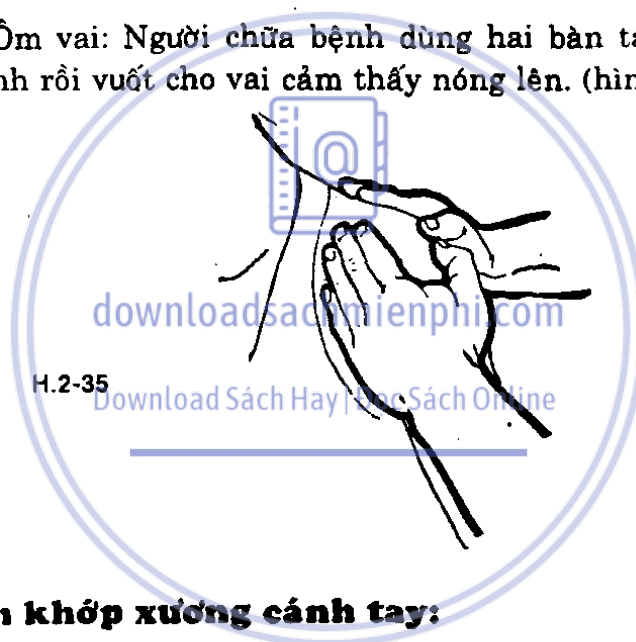 Ôm vai: Người chữa bệnh dùng hai bàn ta
nh rồi vuốt cho vai cảm thấy nóng lên. (hìn
@
downloadsachmienphi.com
H.2-35
Download Sách Hay | Đọc Sách Online
n khớp xương cánh tay: